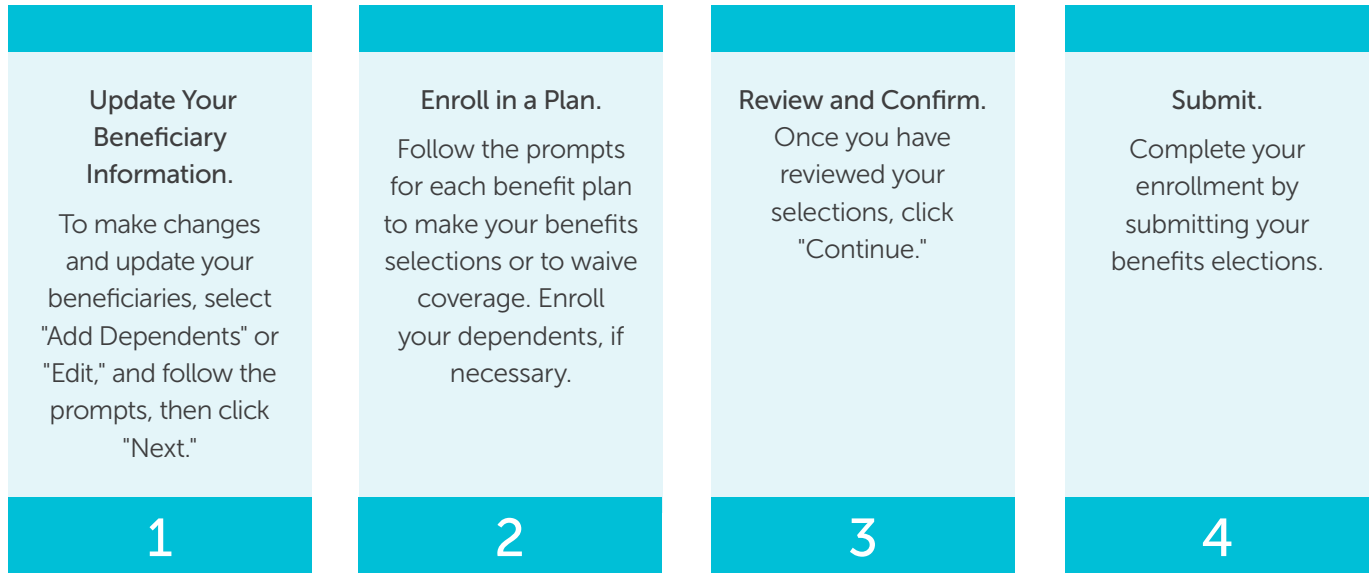 Update Your
Beneficiary
Information.
To make changes
and update your
beneficiaries, select
"Add Dependents" or
"Edit," and follow the
prompts, then click
"Next."
1
Enroll in a Plan.
Follow the prompts
for each benefit plan
to make your benefits
selections or to waive
coverage. Enroll
your dependents, if
necessary.
2
Review and Confirm.
Once you have
reviewed your
selections, click
"Continue."
3
Submit.
Complete your
enrollment by
submitting your
benefits elections.
4